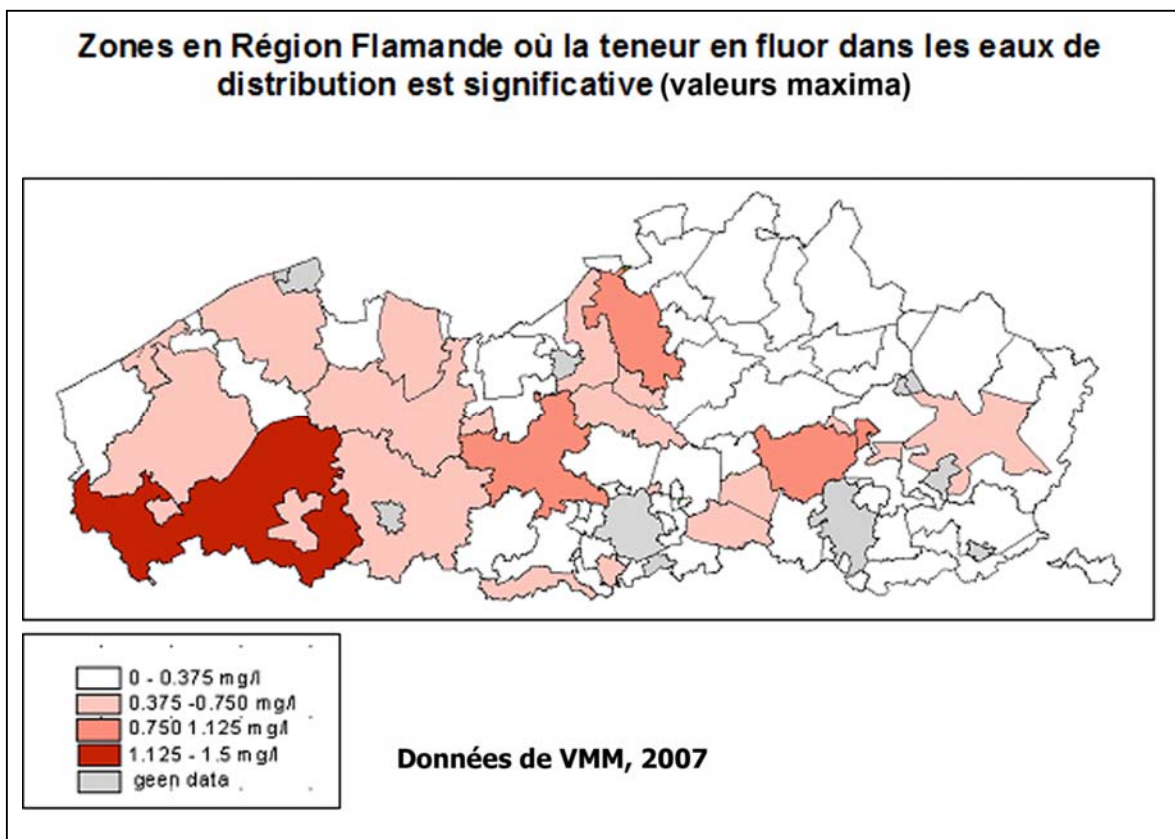 Zones en Région Flamande où la teneur en fluor dans les eaux de
distribution est significative (valeurs maxima)
0 - 0.375 mg/l
0.375 -0.750 mg/l
0.750 1.125 mg/l
1.125 - 1.5 mg/l
geen data
Données de VMM, 2007